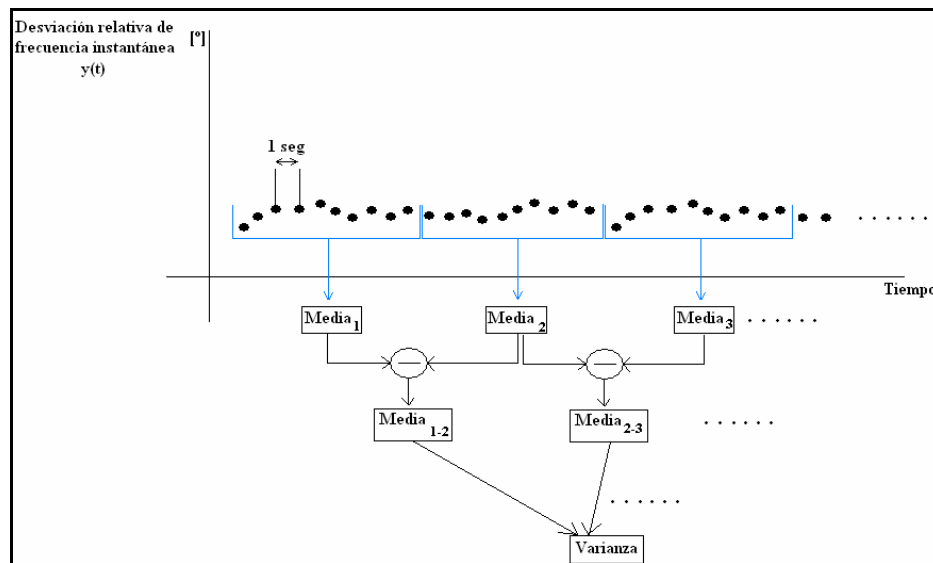 Desviación relativa de
frecuencia instantánea
y(t)
[º]
1 seg
. . . . . .
Tiempo
Media 1
Media 2
Media 3
. . . . . .
Media 1-2
Media 2-3
. . . . . .
. . . . . .
Varianza